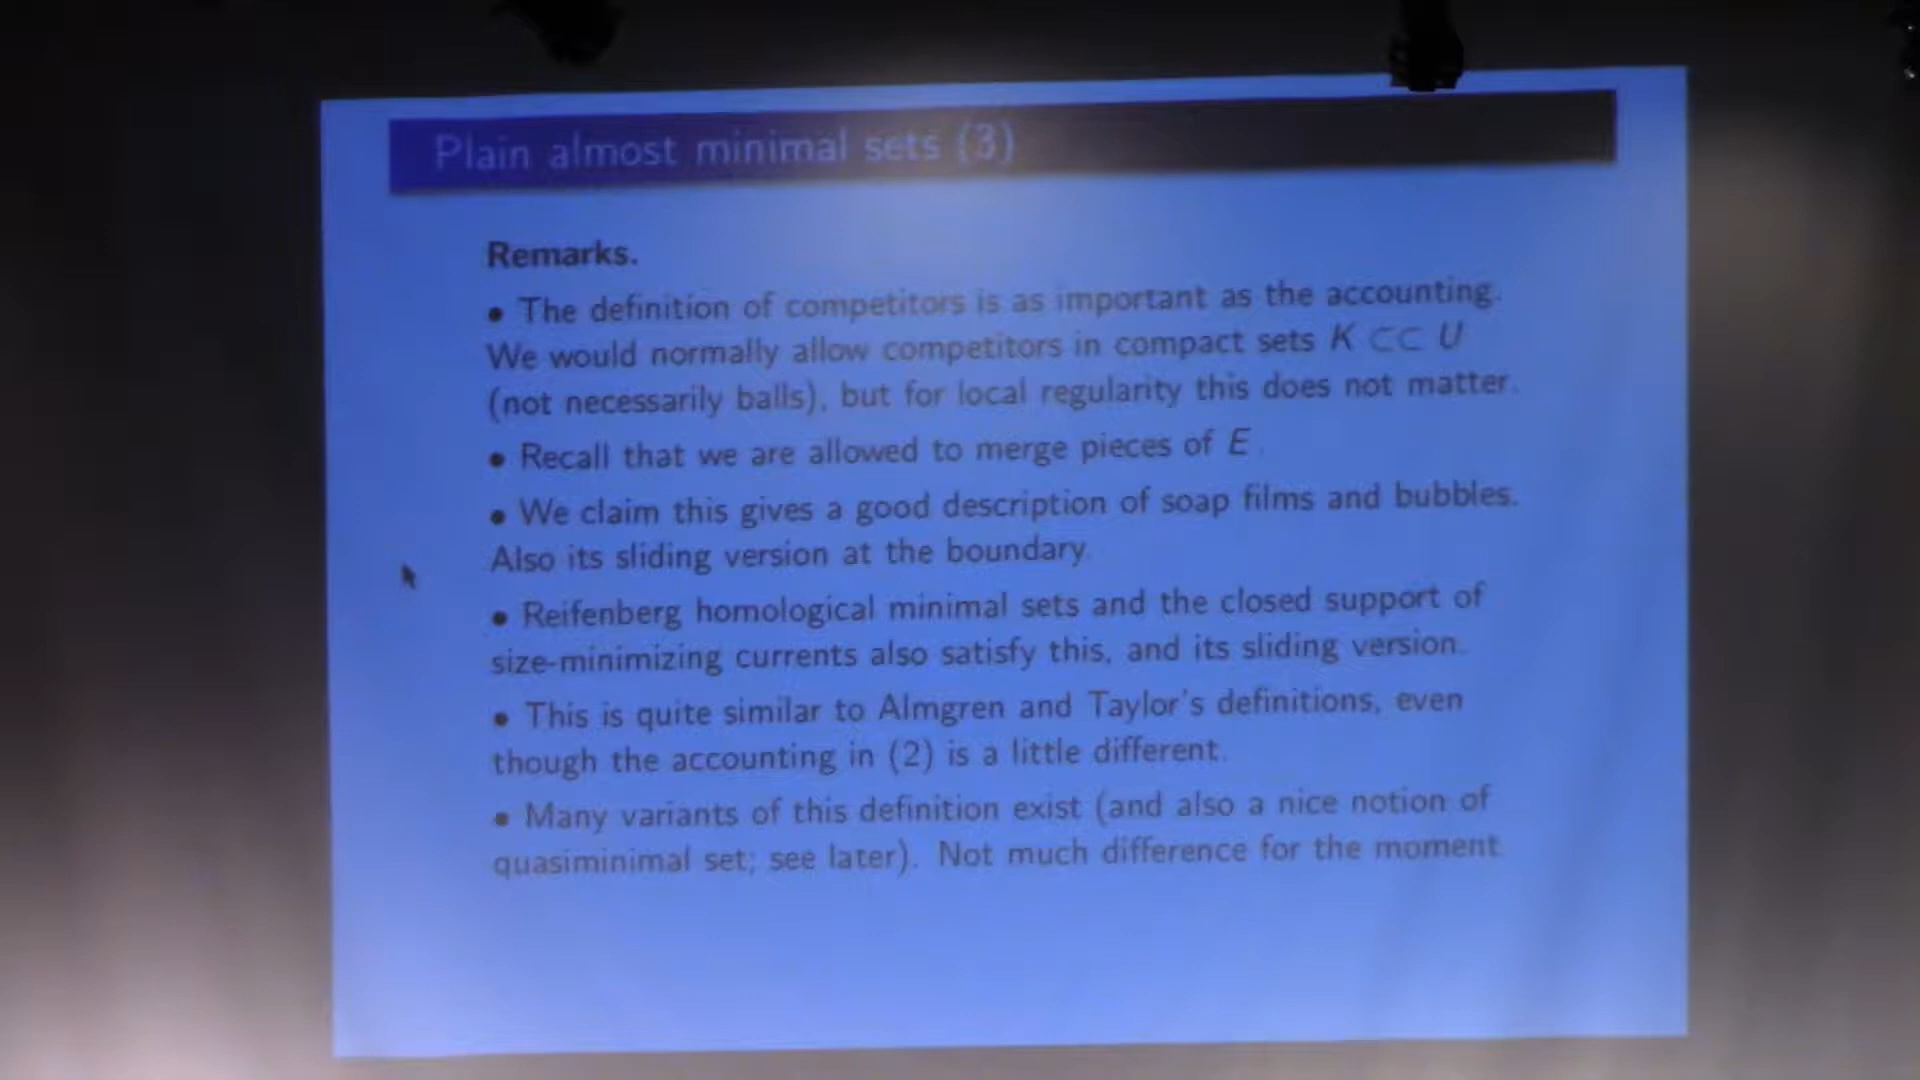 Plain almost minimal sets (3)
Remarks.
• The definition of competitors is as important as the accounting.
We would normally allow competitors in compact sets K ⊂⊂ U
(not necessarily balls), but for local regularity this does not matter.
• Recall that we are allowed to merge pieces of E.
• We claim this gives a good description of soap films and bubbles.
Also its sliding version at the boundary.
• Reifenberg homological minimal sets and the closed support of
size-minimizing currents also satisfy this, and its sliding version.
• This is quite similar to Almgren and Taylor's definitions, even
though the accounting in (2) is a little different.
• Many variants of this definition exist (and also a nice notion of
quasiminimal set; see later). Not much difference for the moment.